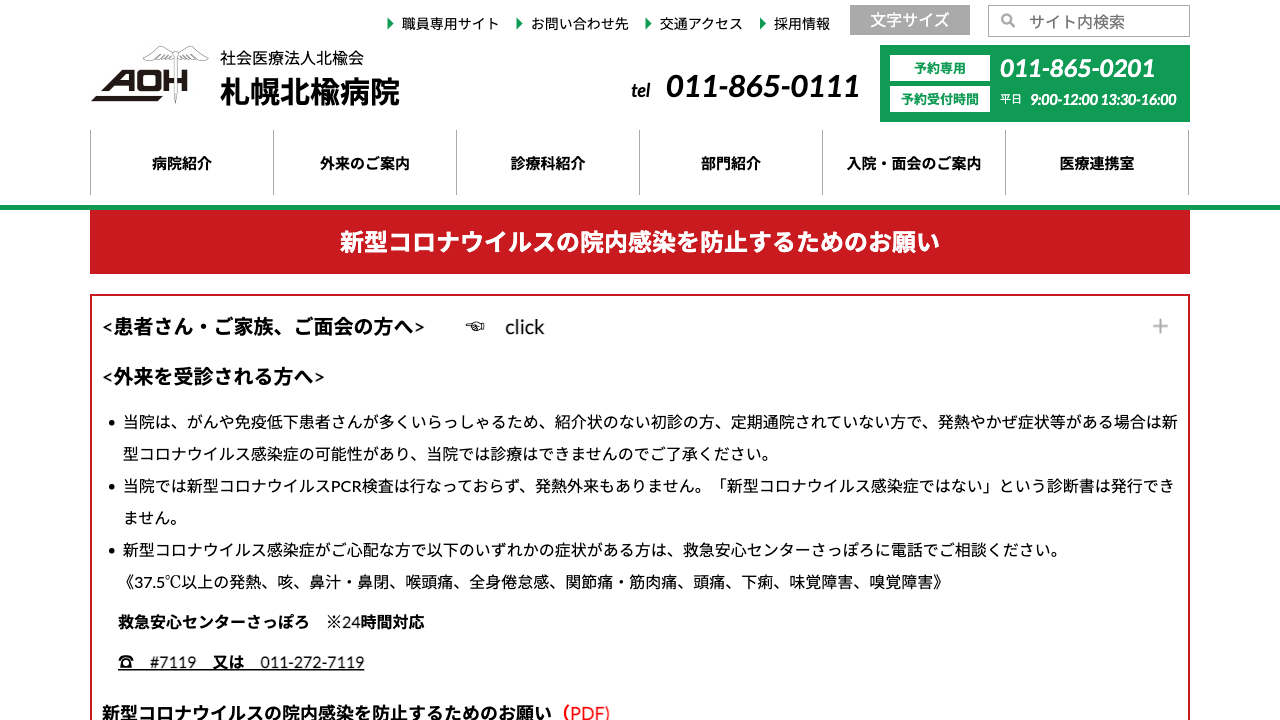 職員専用サイト
お問い合わせ先
交通アクセス
採用情報
文字サイズ
サイト内検索
AOH
社会医療法人北楡会
札幌北楡病院
tel 011-865-0111
予約専用 011-865-0201
予約受付時間 平日 9:00-12:00 13:30-16:00
病院紹介
外来のご案内
診療科紹介
部門紹介
入院・面会のご案内
医療連携室
新型コロナウイルスの院内感染を防止するためのお願い
<患者さん・ご家族、ご面会の方へ>　　☜　click
<外来を受診される方へ>
当院は、がんや免疫低下患者さんが多くいらっしゃるため、紹介状のない初診の方、定期通院されていない方で、発熱やかぜ症状等がある場合は新
型コロナウイルス感染症の可能性があり、当院では診療はできませんのでご了承ください。
当院では新型コロナウイルスPCR検査は行なっておらず、発熱外来もありません。「新型コロナウイルス感染症ではない」という診断書は発行でき
ません。
新型コロナウイルス感染症がご心配な方で以下のいずれかの症状がある方は、救急安心センターさっぽろに電話でご相談ください。
《37.5℃以上の発熱、咳、鼻汁・鼻閉、喉頭痛、全身倦怠感、関節痛・筋肉痛、頭痛、下痢、味覚障害、嗅覚障害》
救急安心センターさっぽろ　※24時間対応
☎　#7119　又は　011-272-7119
新型コロナウイルスの院内感染を防止するためのお願い（PDF)